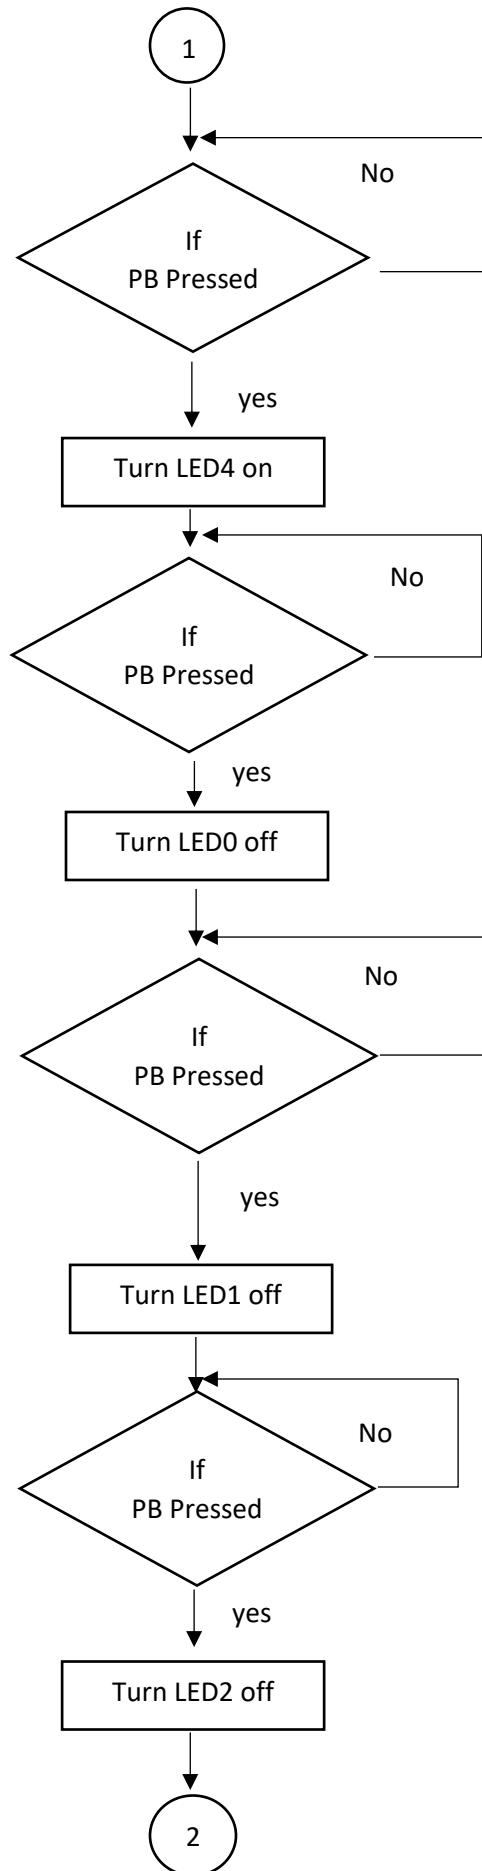 1
No
If
PB Pressed
yes
Turn LED4 on
No
If
PB Pressed
yes
Turn LED0 off
No
If
PB Pressed
yes
Turn LED1 off
No
If
PB Pressed
yes
Turn LED2 off
2